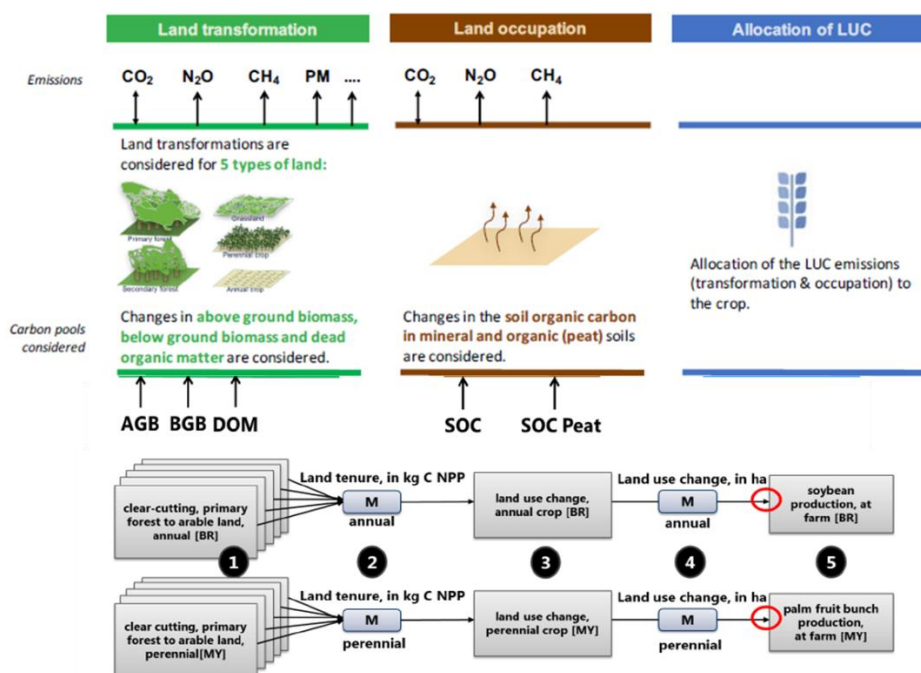 Land transformation
Land occupation
Allocation of LUC
Emissions
CO2 N2O CH4 PM ....
CO2 N2O CH4
Land transformations are
considered for 5 types of land:
Primary forest
Grassland
Perennial crop
Secondary forest
Annual crop
Allocation of the LUC emissions
(transformation & occupation) to
the crop.
Carbon pools
considered
Changes in above ground biomass,
below ground biomass and dead
organic matter are considered.
Changes in the soil organic carbon
in mineral and organic (peat) soils
are considered.
AGB BGB DOM
SOC SOC Peat
clear-cutting, primary
forest to arable land,
annual [BR]
Land tenure, in kg C NPP
M
annual
land use change,
annual crop [BR]
Land use change, in ha
M
annual
soybean
production, at
farm [BR]
1 2 3 4 5
clear cutting, primary
forest to arable land,
perennial[MY]
Land tenure, in kg C NPP
M
perennial
land use change,
perennial crop [MY]
Land use change, in ha
M
perennial
palm fruit bunch
production,
at farm [MY]